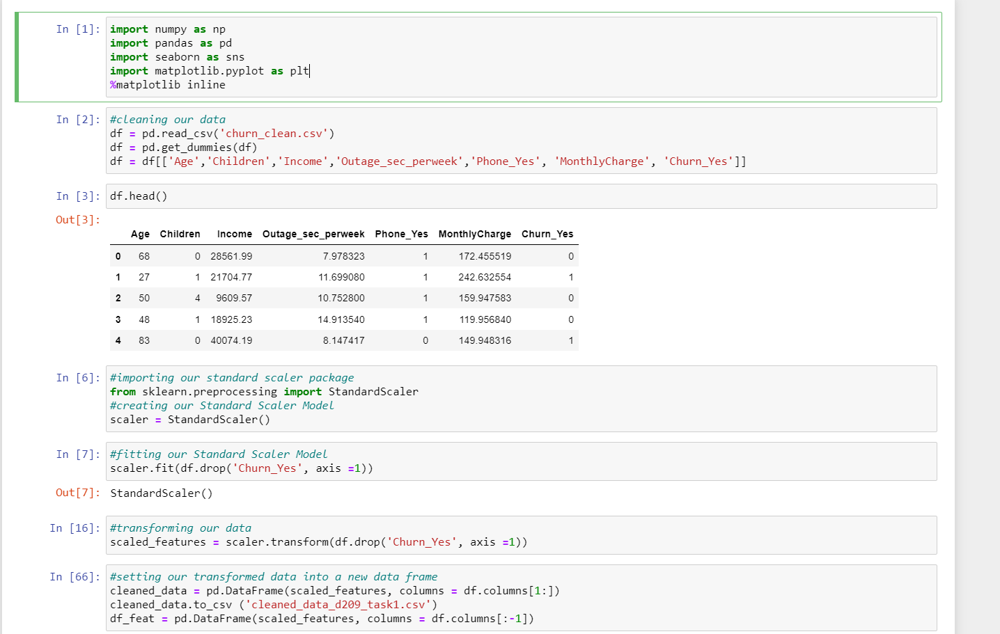 In [1]: import numpy as np
import pandas as pd
import seaborn as sns
import matplotlib.pyplot as plt
%matplotlib inline
In [2]: #cleaning our data
df = pd.read_csv('churn_clean.csv')
df = pd.get_dummies(df)
df = df[['Age','Children','Income','Outage_sec_perweek','Phone_Yes', 'MonthlyCharge', 'Churn_Yes']]
In [3]: df.head()
Out[3]:
Age Children Income Outage_sec_perweek Phone_Yes MonthlyCharge Churn_Yes
0 68 0 28561.99 7.978323 1 172.455519 0
1 27 1 21704.77 11.699080 1 242.632554 1
2 50 4 9609.57 10.752800 1 159.947583 0
3 48 1 18925.23 14.913540 1 119.956840 0
4 83 0 40074.19 8.147417 0 149.948316 1
In [6]: #importing our standard scaler package
from sklearn.preprocessing import StandardScaler
#creating our Standard Scaler Model
scaler = StandardScaler()
In [7]: #fitting our Standard Scaler Model
scaler.fit(df.drop('Churn_Yes', axis =1))
Out[7]: StandardScaler()
In [16]: #transforming our data
scaled_features = scaler.transform(df.drop('Churn_Yes', axis =1))
In [66]: #setting our transformed data into a new data frame
cleaned_data = pd.DataFrame(scaled_features, columns = df.columns[1:])
cleaned_data.to_csv ('cleaned_data_d209_task1.csv')
df_feat = pd.DataFrame(scaled_features, columns = df.columns[:-1])